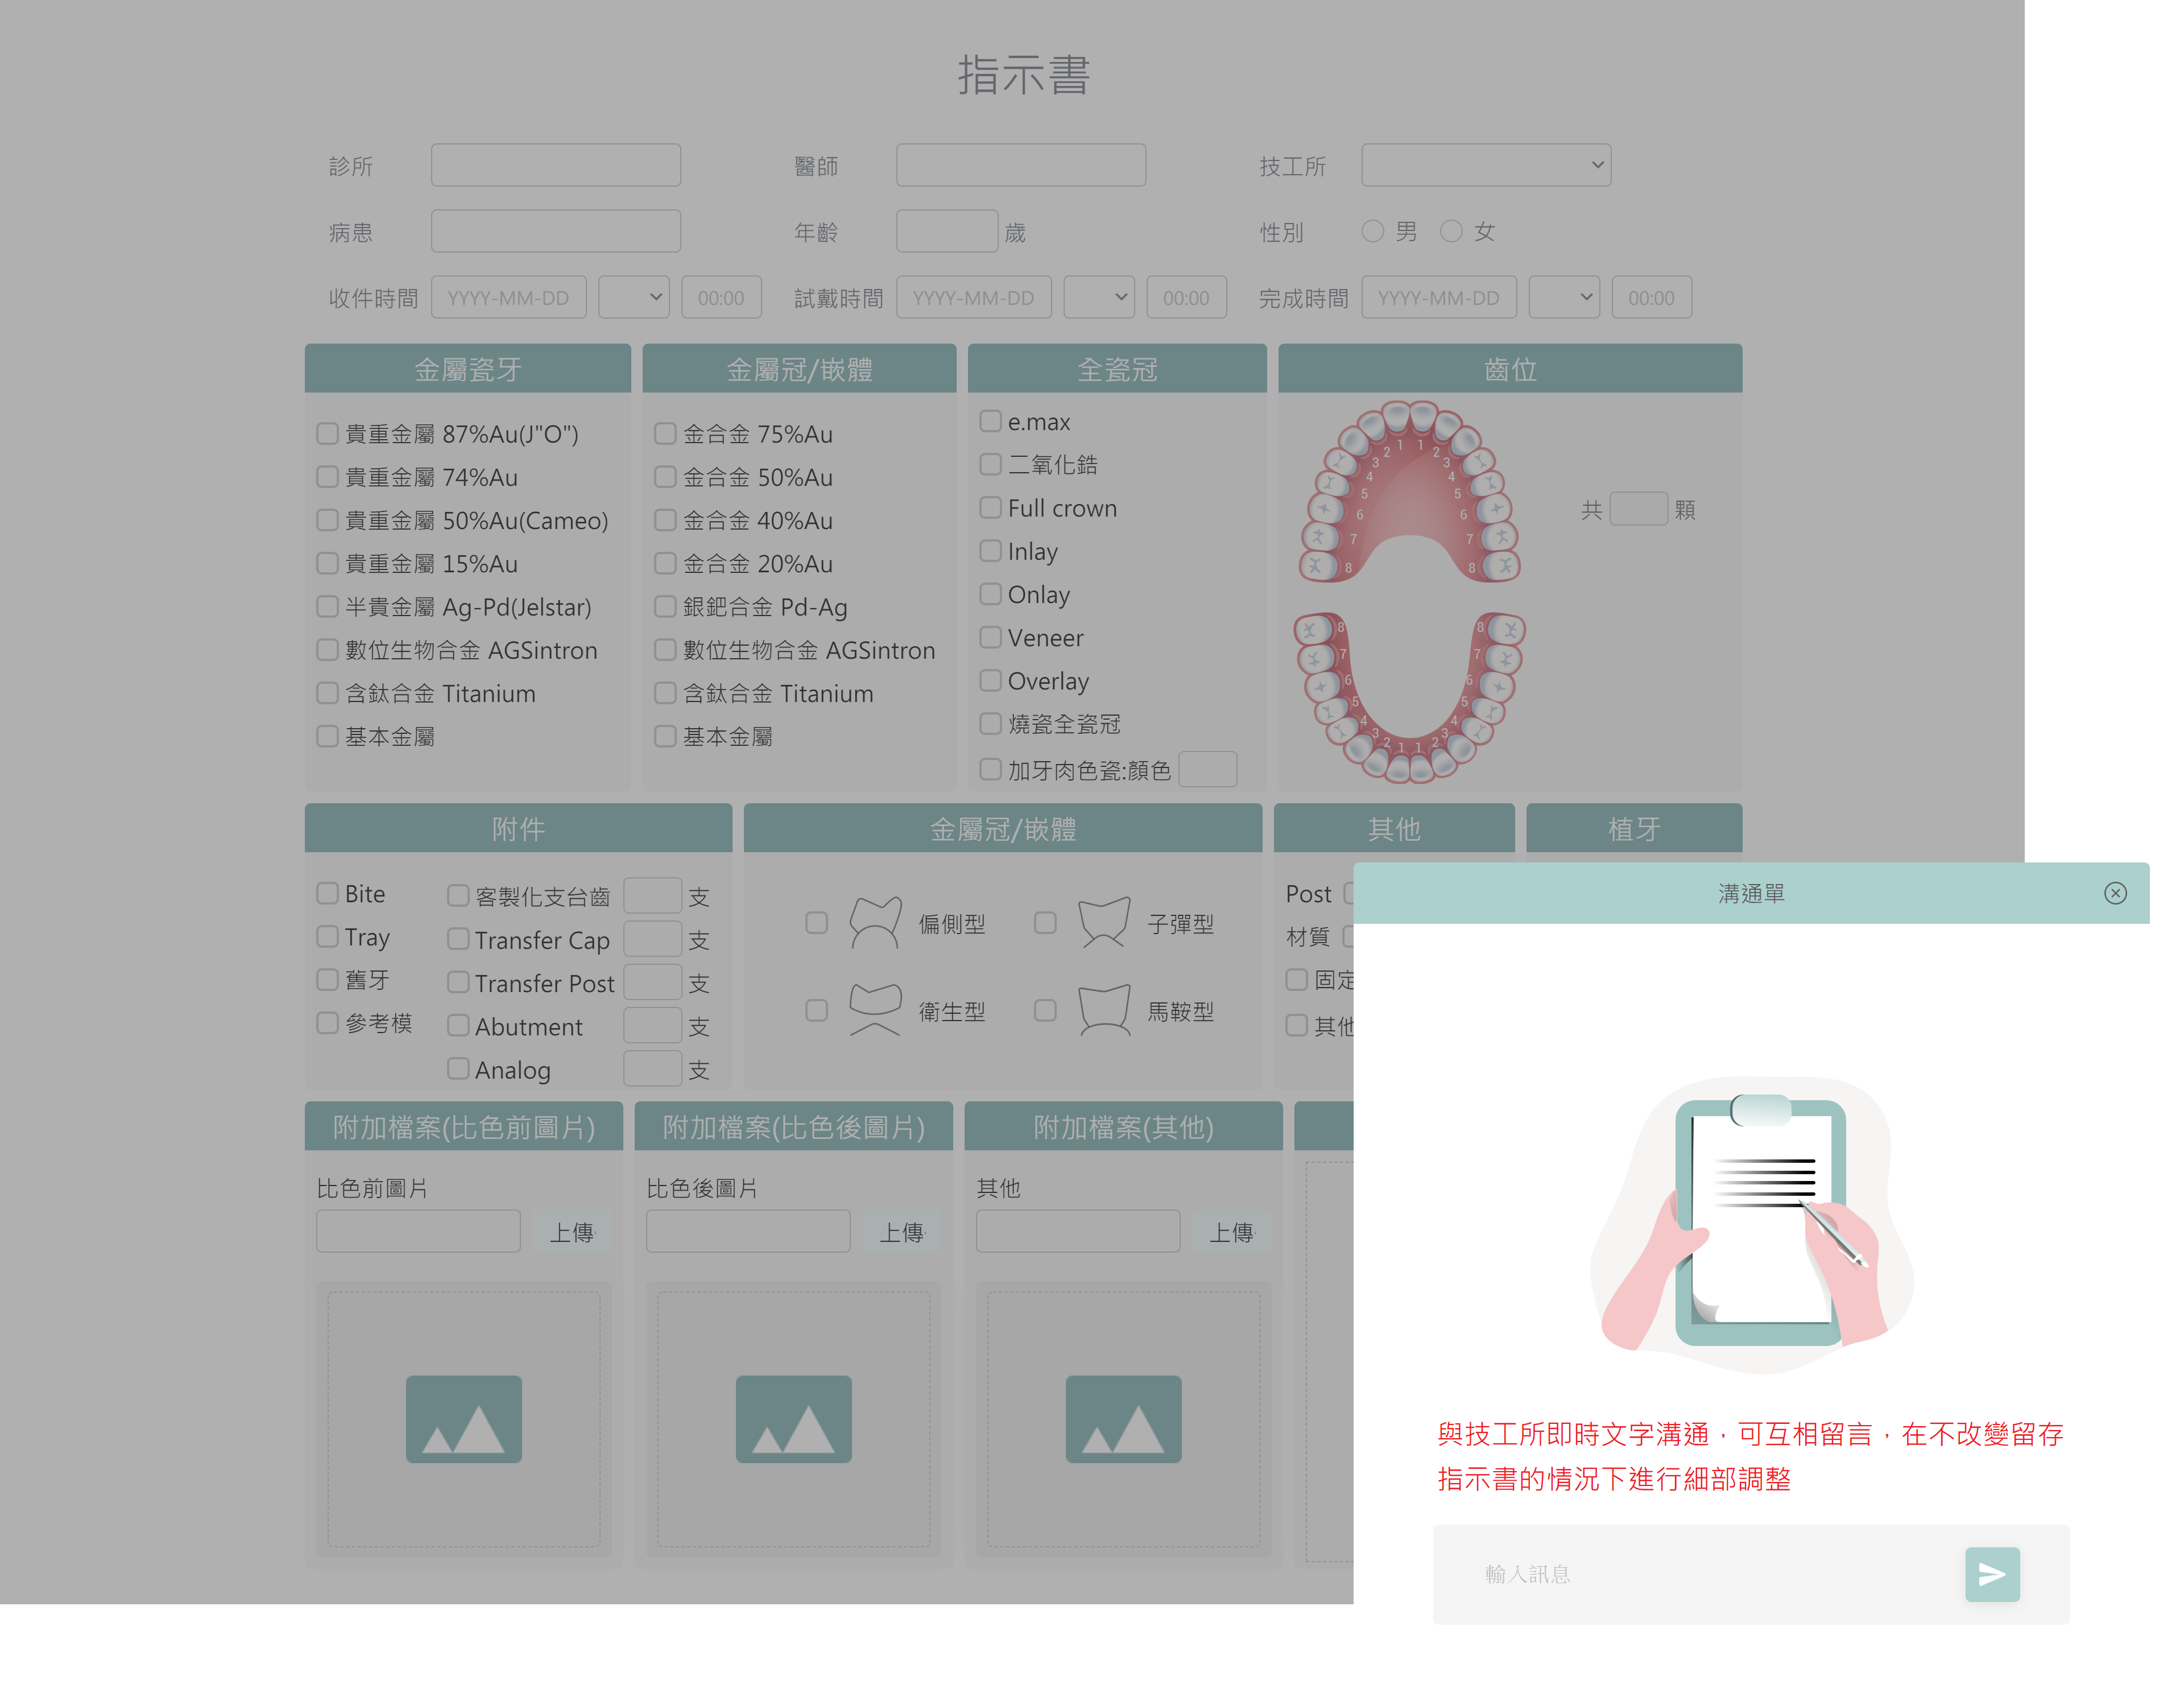 指示書
診所
醫師
技工所
病患
年齡 歲
性別 男 女
收件時間 YYYY-MM-DD 00:00
試戴時間 YYYY-MM-DD 00:00
完成時間 YYYY-MM-DD 00:00
金屬瓷牙
貴重金屬 87%Au(J"O")
貴重金屬 74%Au
貴重金屬 50%Au(Cameo)
貴重金屬 15%Au
半貴金屬 Ag-Pd(Jelstar)
數位生物合金 AGSintron
含鈦合金 Titanium
基本金屬
金屬冠/嵌體
金合金 75%Au
金合金 50%Au
金合金 40%Au
金合金 20%Au
銀鈀合金 Pd-Ag
數位生物合金 AGSintron
含鈦合金 Titanium
基本金屬
全瓷冠
e.max
二氧化鋯
Full crown
Inlay
Onlay
Veneer
Overlay
燒瓷全瓷冠
加牙肉色瓷:顏色
齒位
1 1
2 2
3 3
4 4
5 5
6 6
7 7
8 8
共 顆
8 8
7 7
6 6
5 5
4 4
3 3
2 2
1 1
附件
Bite
Tray
舊牙
參考模
客製化支台齒 支
Transfer Cap 支
Transfer Post 支
Abutment 支
Analog 支
金屬冠/嵌體
偏側型
子彈型
衛生型
馬鞍型
其他
Post
材質
固定
其他
植牙
附加檔案(比色前圖片)
比色前圖片
上傳
附加檔案(比色後圖片)
比色後圖片
上傳
附加檔案(其他)
其他
上傳
溝通單
與技工所即時文字溝通，可互相留言，在不改變留存
指示書的情況下進行細部調整
輸入訊息